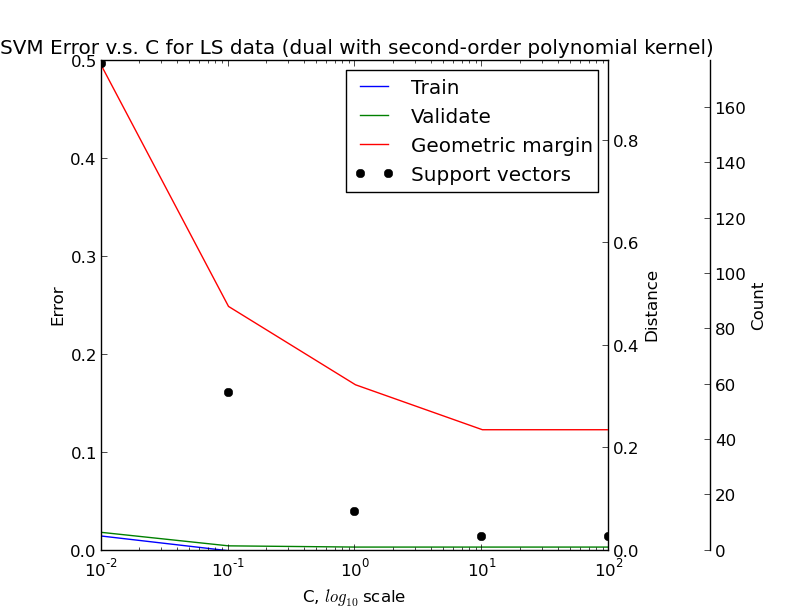 SVM Error v.s. C for LS data (dual with second-order polynomial kernel)
Train
Validate
Geometric margin
Support vectors
Error
0.5
0.4
0.3
0.2
0.1
0.0
Distance
0.8
0.6
0.4
0.2
0.0
Count
160
140
120
100
80
60
40
20
0
10^-2 10^-1 10^0 10^1 10^2
C, log_10 scale